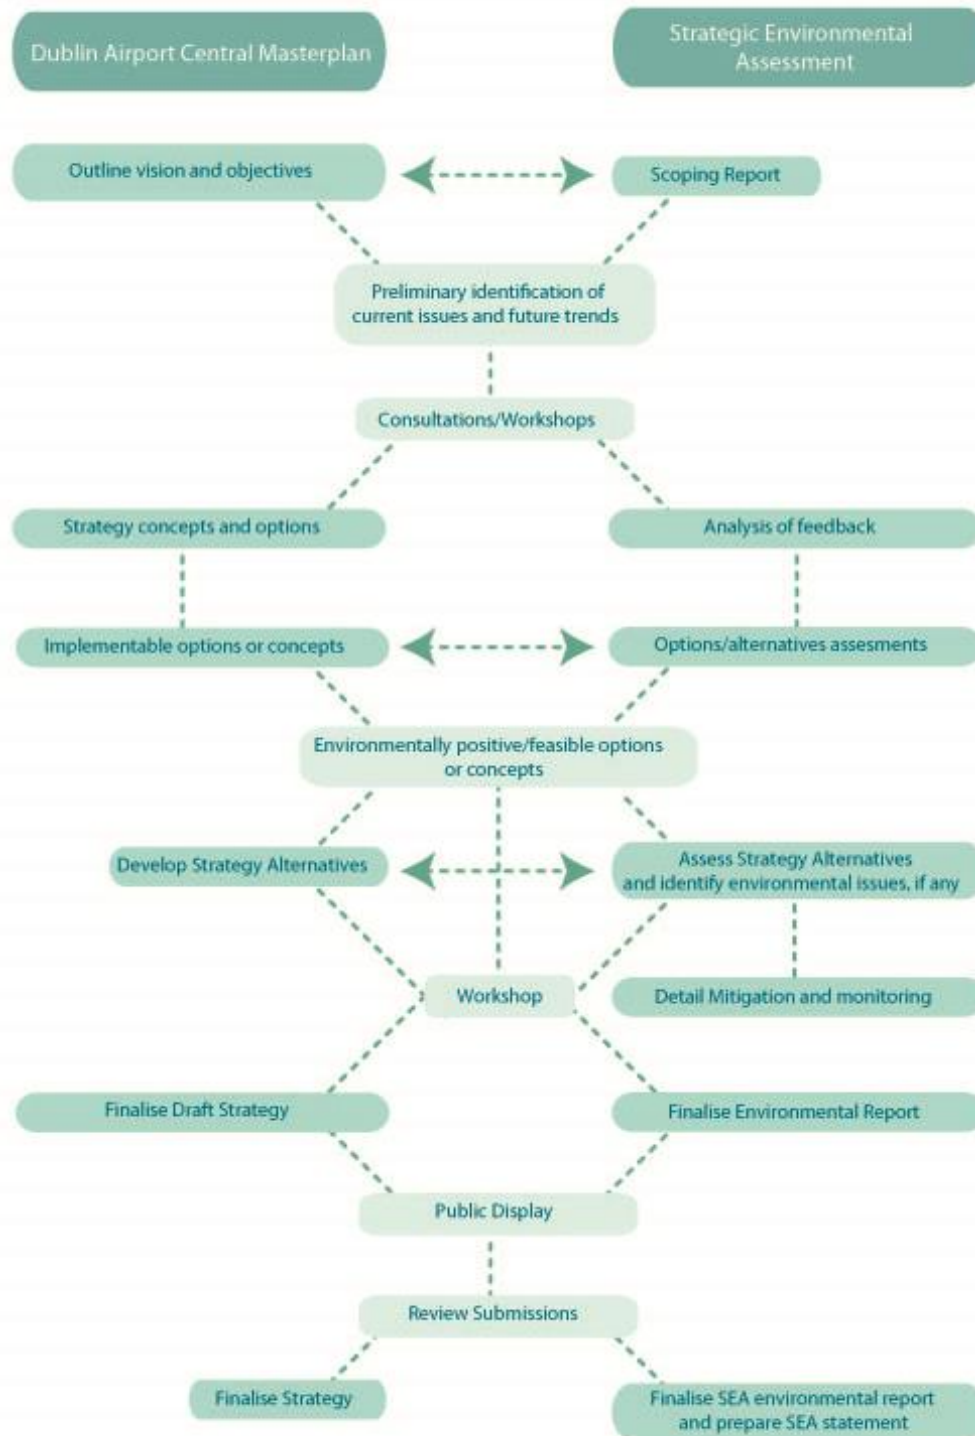 Dublin Airport Central Masterplan
Strategic Environmental
Assessment
Outline vision and objectives
Scoping Report
Preliminary identification of
current issues and future trends
Consultations/Workshops
Strategy concepts and options
Analysis of feedback
Implementable options or concepts
Options/alternatives assesments
Environmentally positive/feasible options
or concepts
Develop Strategy Alternatives
Assess Strategy Alternatives
and identify environmental issues, if any
Workshop
Detail Mitigation and monitoring
Finalise Draft Strategy
Finalise Environmental Report
Public Display
Review Submissions
Finalise Strategy
Finalise SEA environmental report
and prepare SEA statement